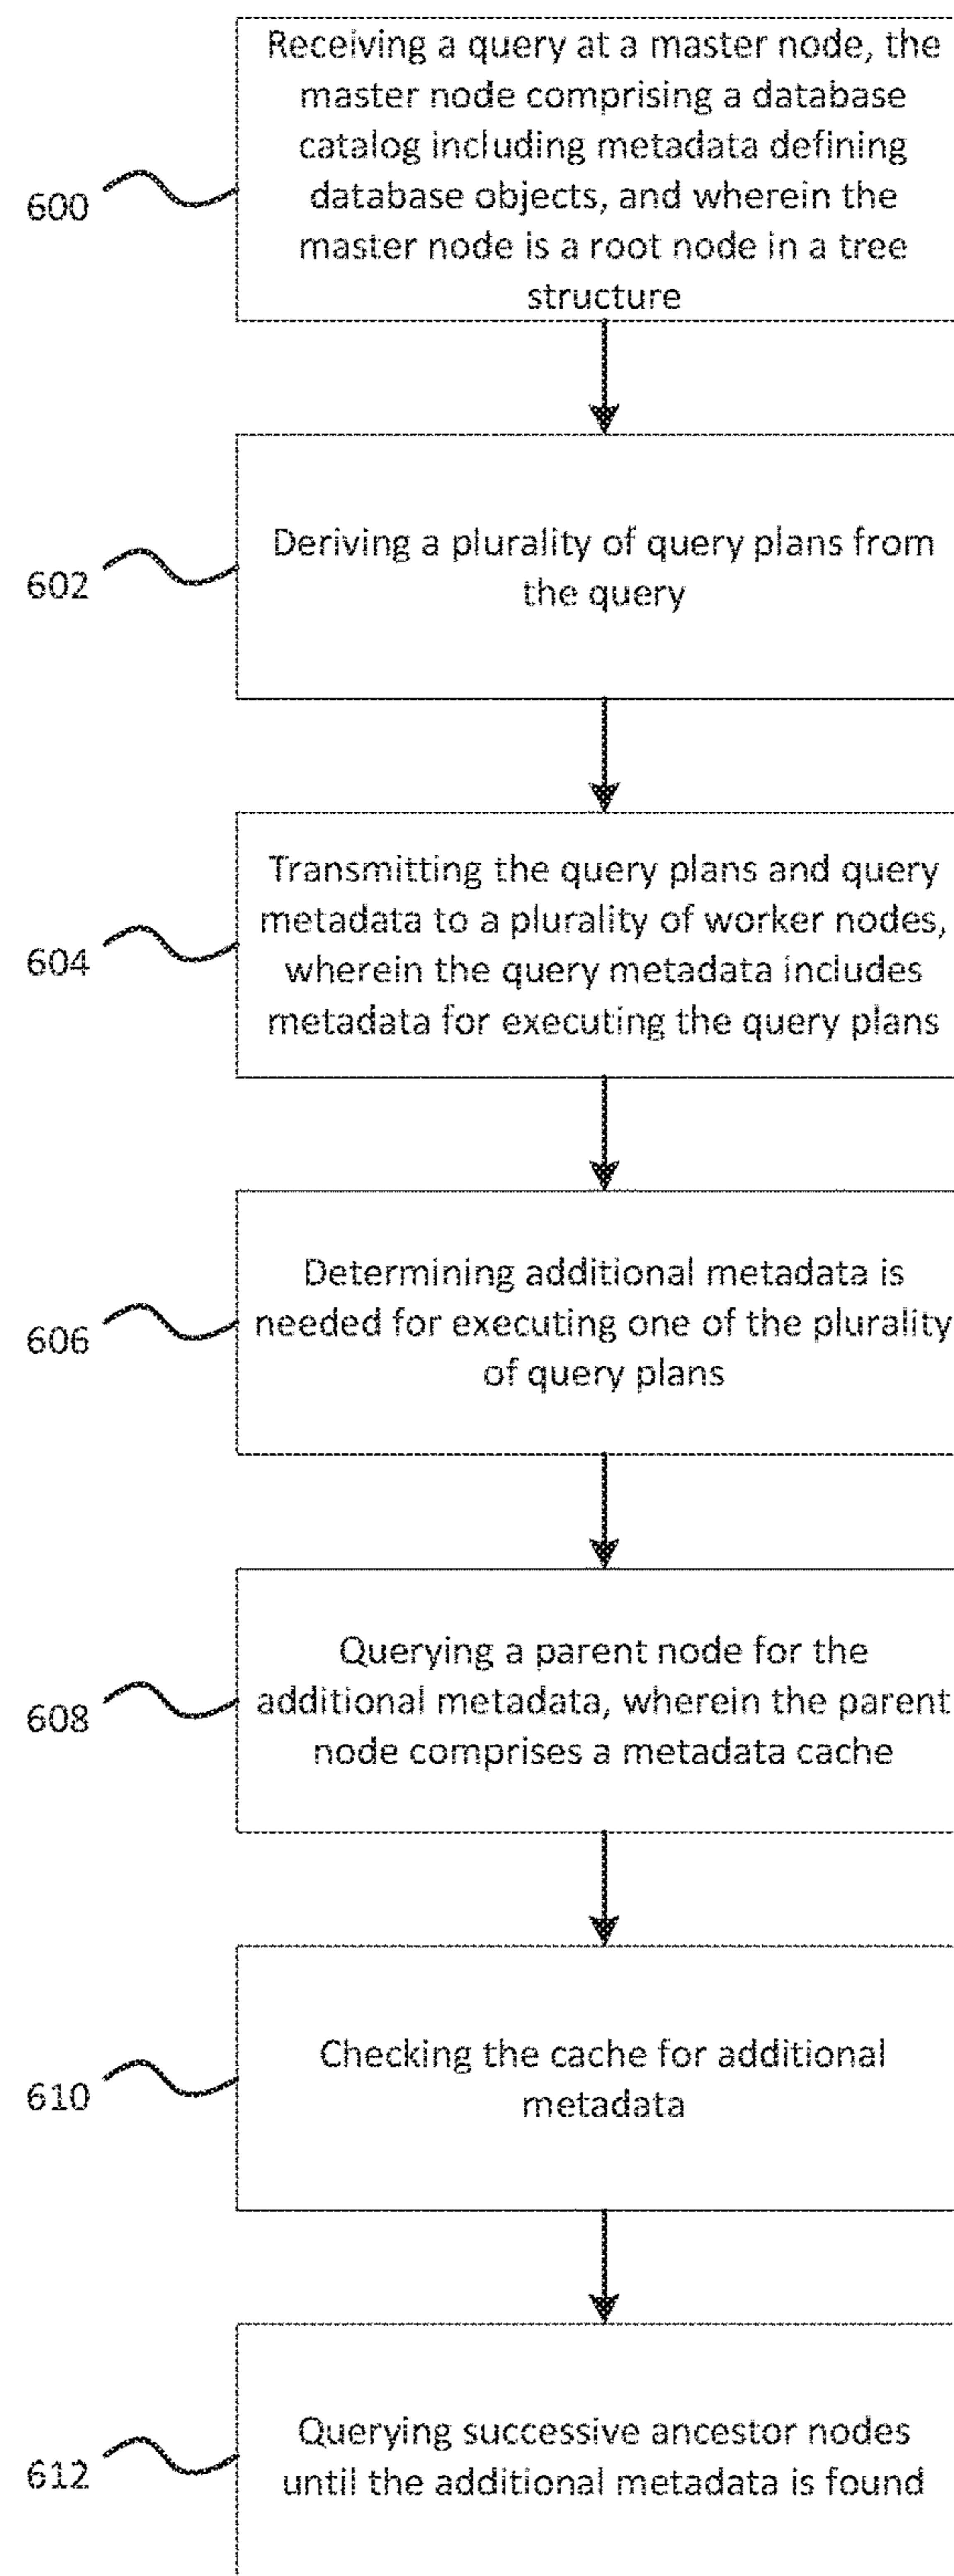 Receiving a query at a master node, the
master node comprising a database
catalog including metadata defining
database objects, and wherein the
master node is a root node in a tree
structure
600
Deriving a plurality of query plans from
the query
602
Transmitting the query plans and query
metadata to a plurality of worker nodes,
wherein the query metadata includes
metadata for executing the query plans
604
Determining additional metadata is
needed for executing one of the plurality
of query plans
606
Querying a parent node for the
additional metadata, wherein the parent
node comprises a metadata cache
608
Checking the cache for additional
metadata
610
Querying successive ancestor nodes
until the additional metadata is found
612